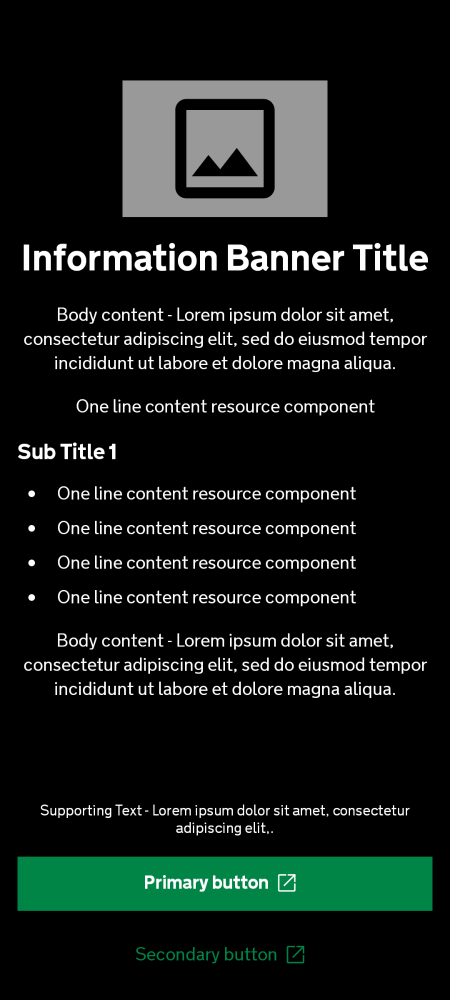 Information Banner Title
Body content - Lorem ipsum dolor sit amet,
consectetur adipiscing elit, sed do eiusmod tempor
incididunt ut labore et dolore magna aliqua.
One line content resource component
Sub Title 1
• One line content resource component
• One line content resource component
• One line content resource component
• One line content resource component
Body content - Lorem ipsum dolor sit amet,
consectetur adipiscing elit, sed do eiusmod tempor
incididunt ut labore et dolore magna aliqua.
Supporting Text - Lorem ipsum dolor sit amet, consectetur
adipiscing elit,.
Primary button
Secondary button